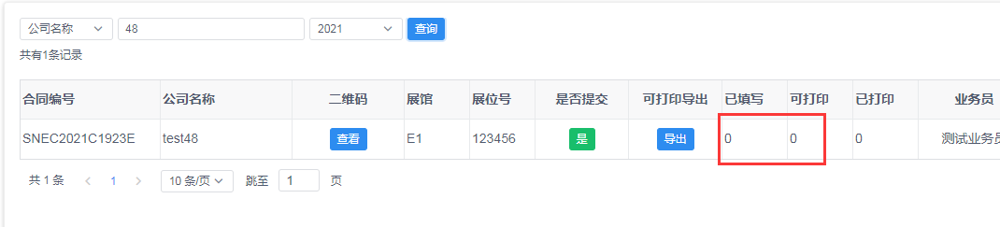 公司名称 48 2021 查询
共有1条记录
合同编号 公司名称 二维码 展馆 展位号 是否提交 可打印导出 已填写 可打印 已打印 业务员
SNEC2021C1923E test48 查看 E1 123456 是 导出 0 0 0 测试业务员
共 1 条 1 10 条/页 跳至 1 页